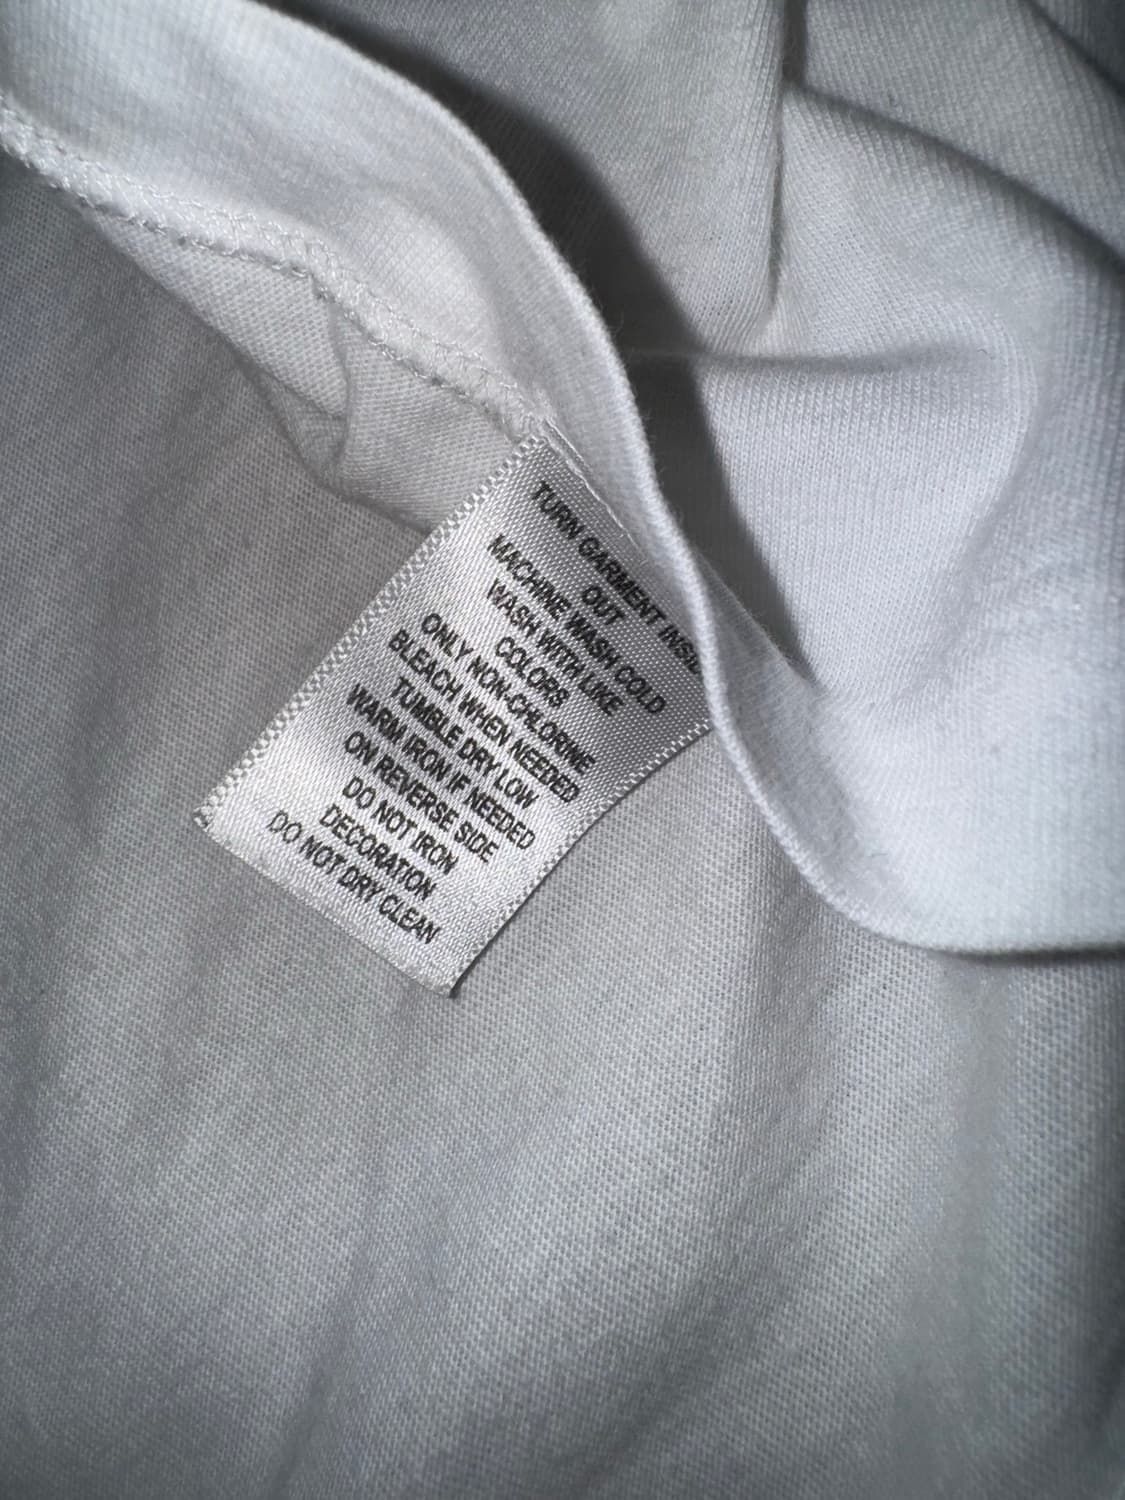 TURN GARMENT INSID
OUT
MACHINE WASH COLD
WASH WITH LIKE
COLORS
ONLY NON-CHLORINE
BLEACH WHEN NEEDED
TUMBLE DRY LOW
WARM IRON IF NEEDED
ON REVERSE SIDE
DO NOT IRON
DECORATION
DO NOT DRY CLEAN